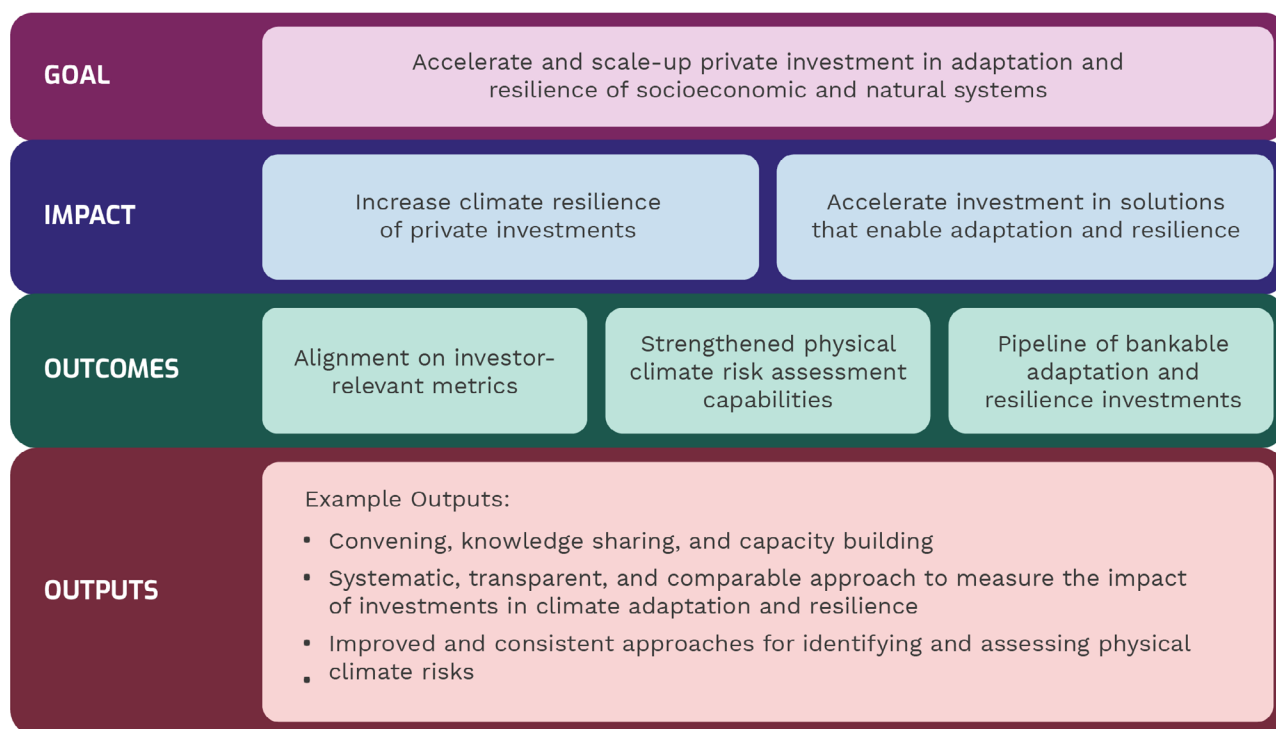 GOAL
Accelerate and scale-up private investment in adaptation and
resilience of socioeconomic and natural systems
IMPACT
Increase climate resilience
of private investments
Accelerate investment in solutions
that enable adaptation and resilience
OUTCOMES
Alignment on investor-
relevant metrics
Strengthened physical
climate risk assessment
capabilities
Pipeline of bankable
adaptation and
resilience investments
OUTPUTS
Example Outputs:
▪ Convening, knowledge sharing, and capacity building
▪ Systematic, transparent, and comparable approach to measure the impact
of investments in climate adaptation and resilience
▪ Improved and consistent approaches for identifying and assessing physical
▪ climate risks